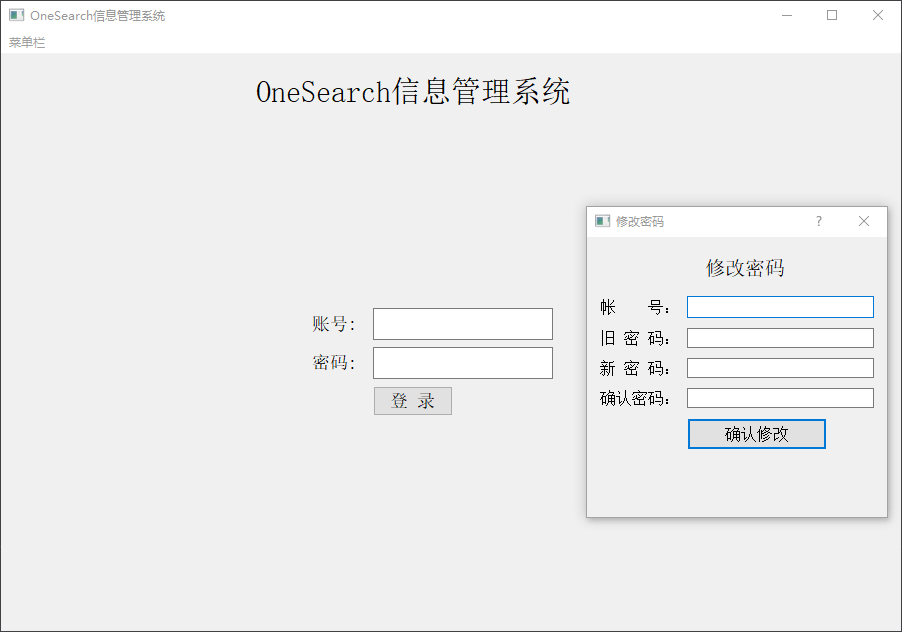 OneSearch信息管理系统
菜单栏
OneSearch信息管理系统
账号:
密码:
登 录
修改密码 ?
修改密码
帐 号:
旧 密 码:
新 密 码:
确认密码:
确认修改